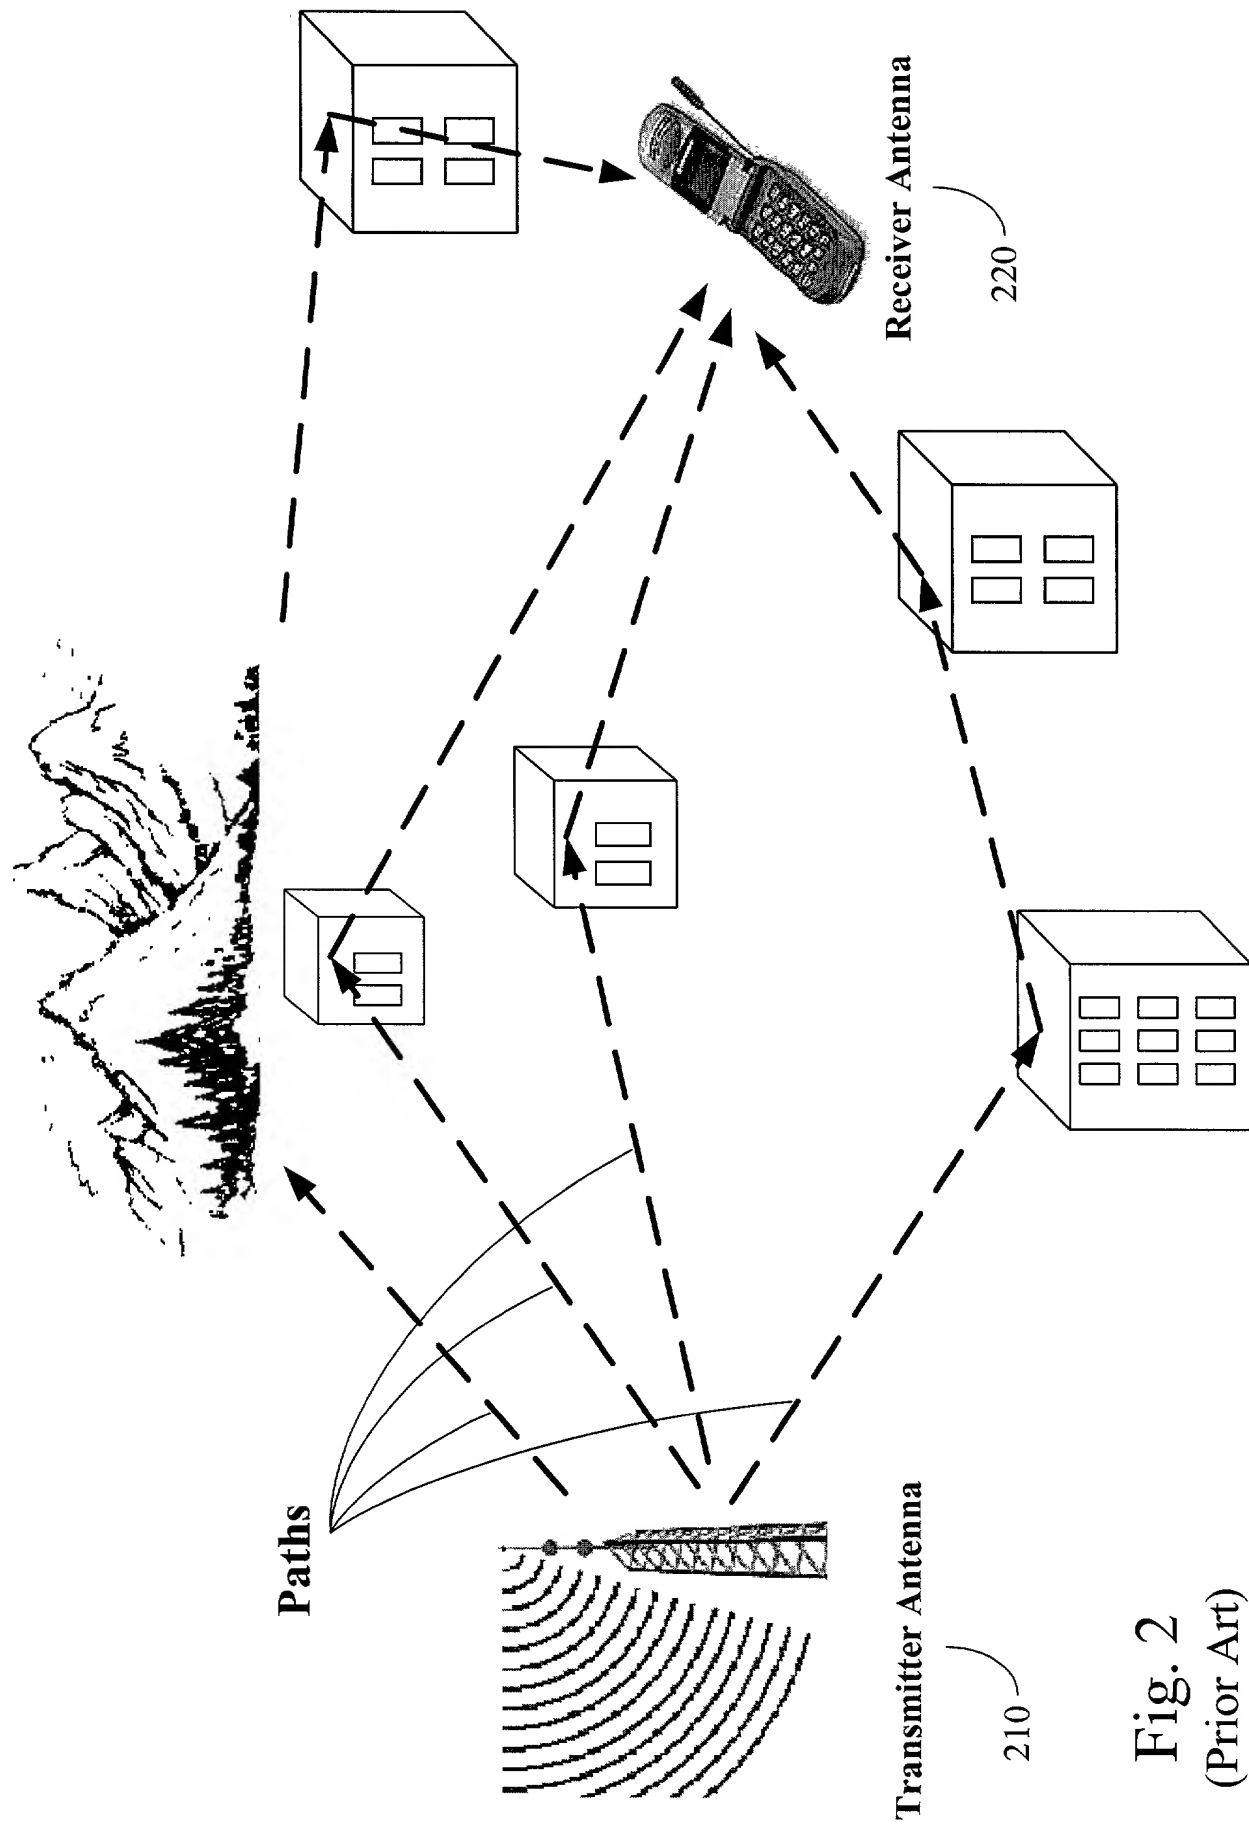 Paths
Transmitter Antenna
210
Receiver Antenna
220
Fig. 2
(Prior Art)